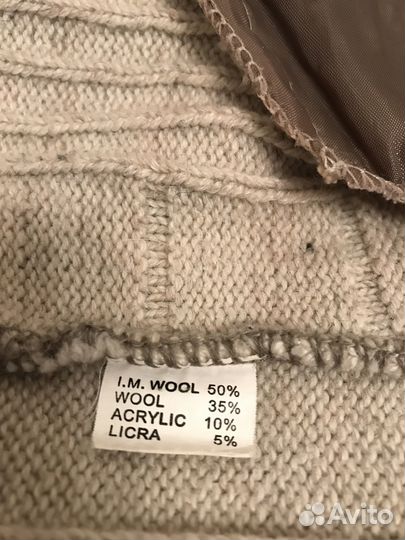 I.M. WOOL 50%
WOOL 35%
ACRYLIC 10%
LICRA 5%
Avito